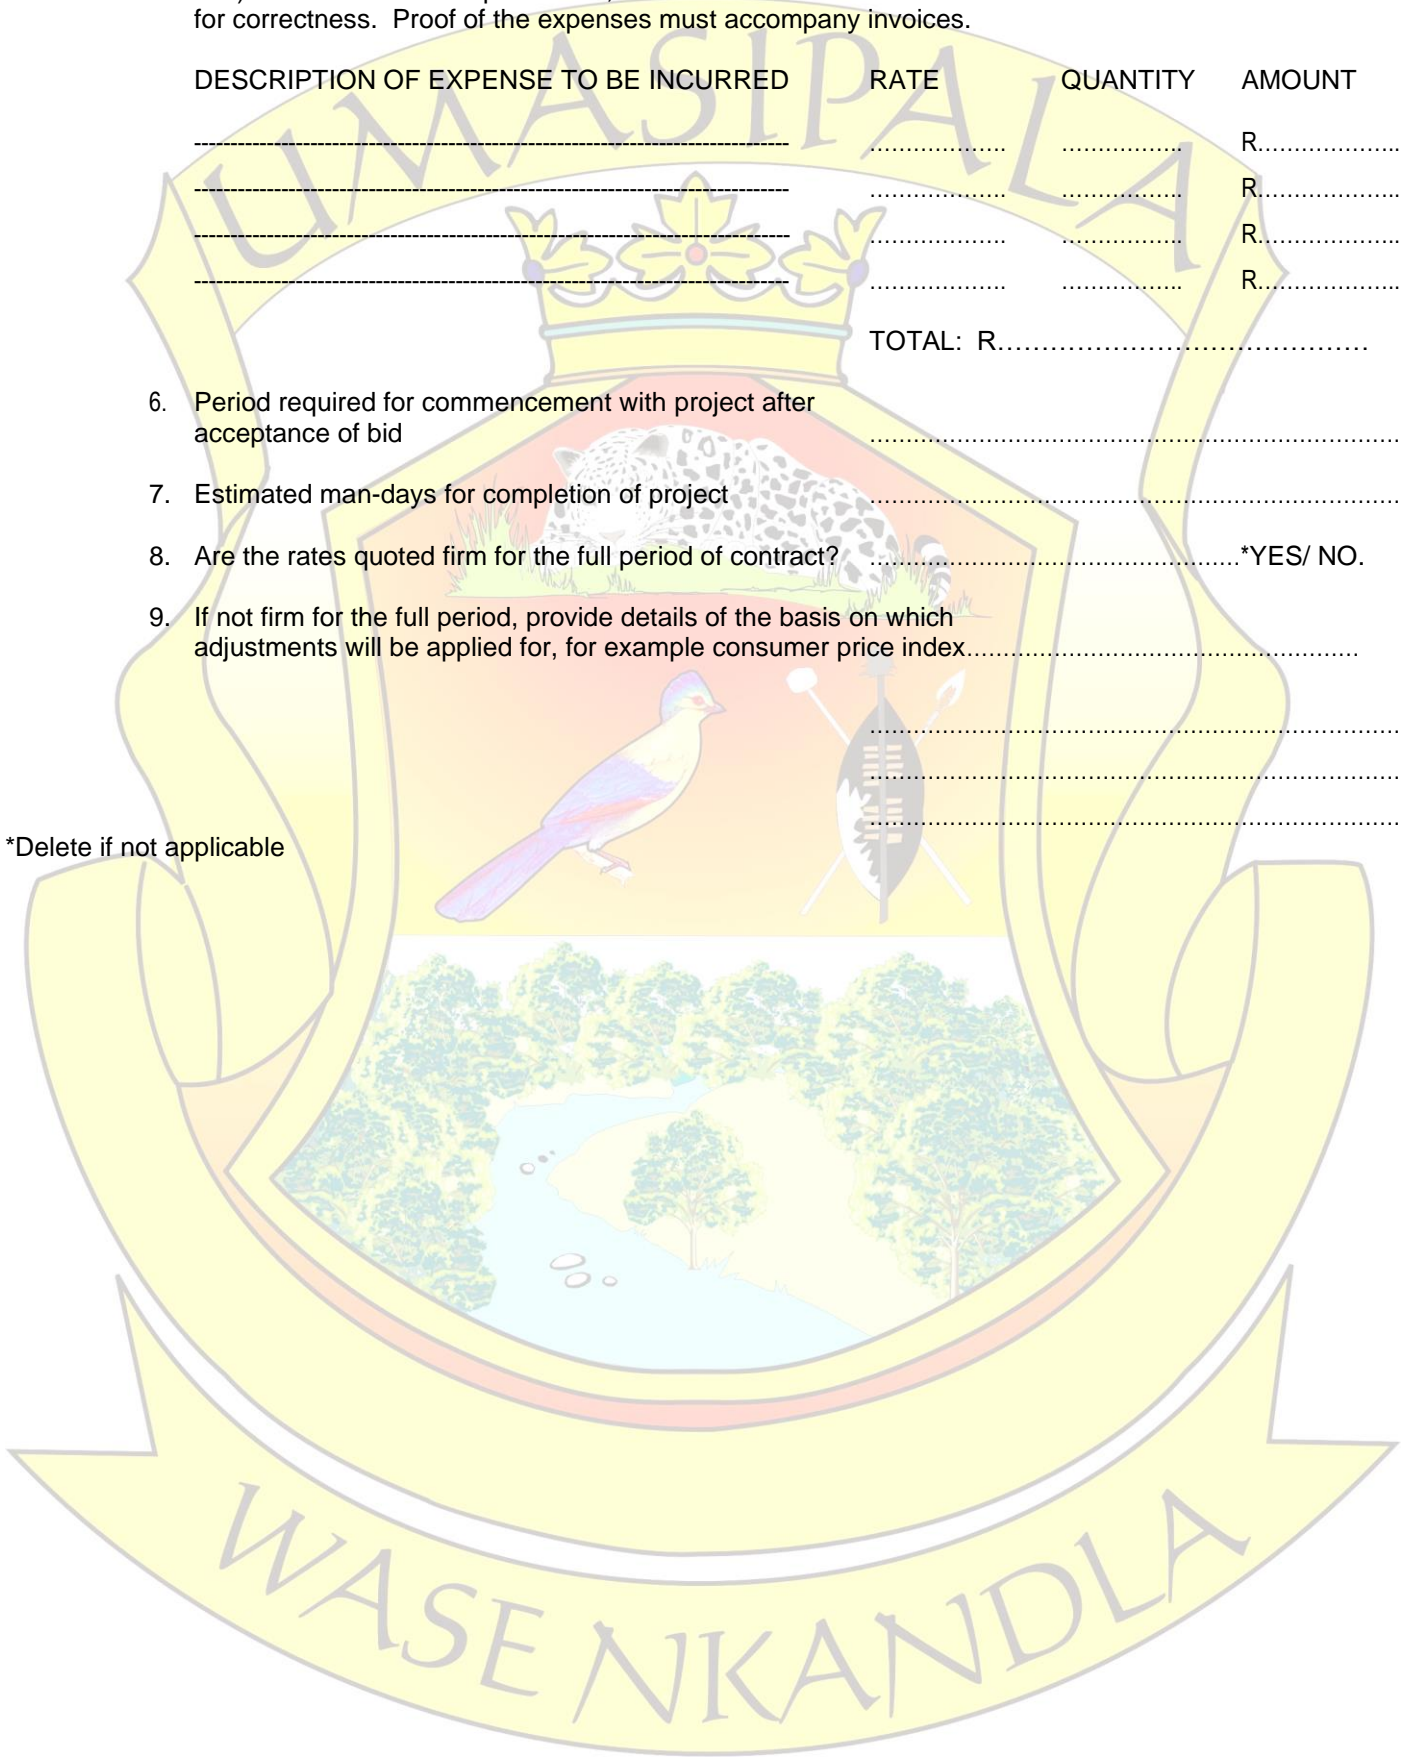 for correctness. Proof of the expenses must accompany invoices.
DESCRIPTION OF EXPENSE TO BE INCURRED RATE QUANTITY AMOUNT
---------------------------------------------------------------------------------- ………………. …………….. R………………..
---------------------------------------------------------------------------------- ………………. …………….. R………………..
---------------------------------------------------------------------------------- ………………. …………….. R………………..
---------------------------------------------------------------------------------- ………………. …………….. R………………..
TOTAL: R……………………………………
6. Period required for commencement with project after
acceptance of bid ……………………………………………………………….
7. Estimated man-days for completion of project ……………………………………………………………….
8. Are the rates quoted firm for the full period of contract? ……………………………………………*YES/ NO.
9. If not firm for the full period, provide details of the basis on which
adjustments will be applied for, for example consumer price index………………………………………………
……………………………………………………………….
……………………………………………………………….
……………………………………………………………….
*Delete if not applicable
UMASIPALA
WASE NKANDLA